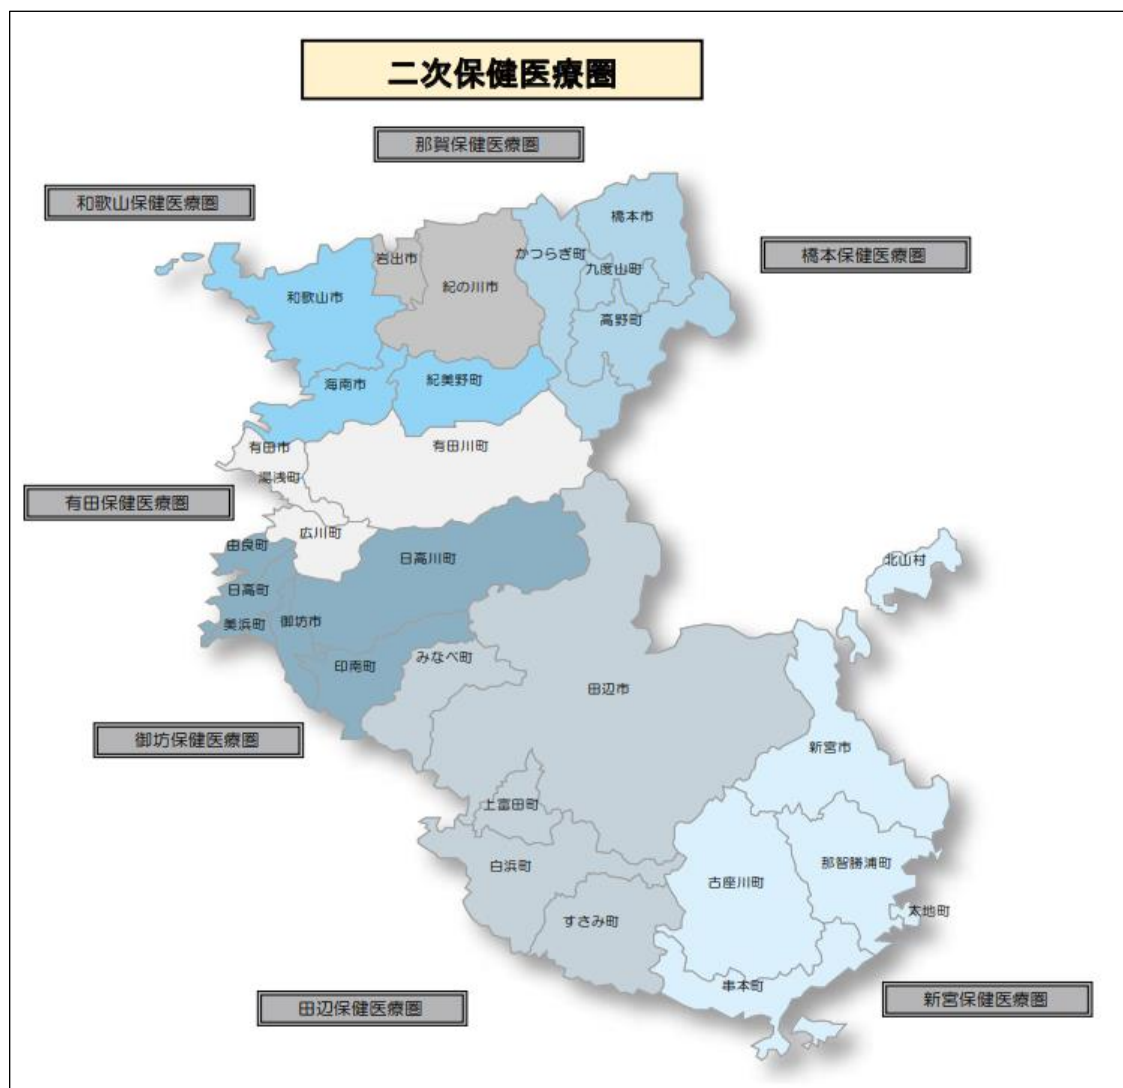 二次保健医療圏
那賀保健医療圏
和歌山保健医療圏
橋本保健医療圏
橋本市
かつらぎ町
岩出市
九度山町
紀の川市
和歌山市
高野町
海南市
紀美野町
有田市
有田川町
湯浅町
有田保健医療圏
広川町
由良町
日高川町
北山村
日高町
美浜町
御坊市
みなべ町
印南町
田辺市
御坊保健医療圏
新宮市
上富田町
白浜町
那智勝浦町
古座川町
太地町
すさみ町
串本町
新宮保健医療圏
田辺保健医療圏